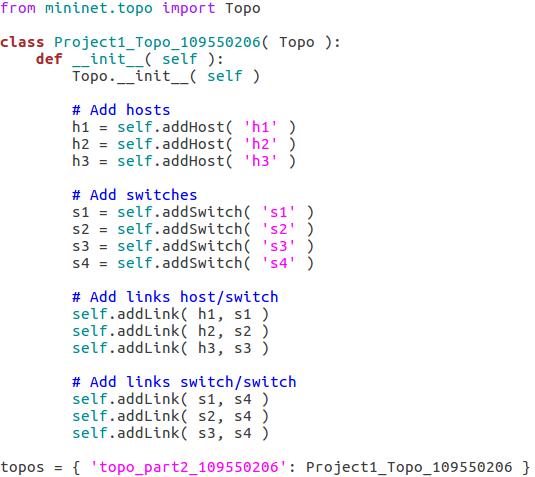 from mininet.topo import Topo

class Project1_Topo_109550206( Topo ):
    def __init__( self ):
        Topo.__init__( self )

        # Add hosts
        h1 = self.addHost( 'h1' )
        h2 = self.addHost( 'h2' )
        h3 = self.addHost( 'h3' )

        # Add switches
        s1 = self.addSwitch( 's1' )
        s2 = self.addSwitch( 's2' )
        s3 = self.addSwitch( 's3' )
        s4 = self.addSwitch( 's4' )

        # Add links host/switch
        self.addLink( h1, s1 )
        self.addLink( h2, s2 )
        self.addLink( h3, s3 )

        # Add links switch/switch
        self.addLink( s1, s4 )
        self.addLink( s2, s4 )
        self.addLink( s3, s4 )

topos = { 'topo_part2_109550206': Project1_Topo_109550206 }